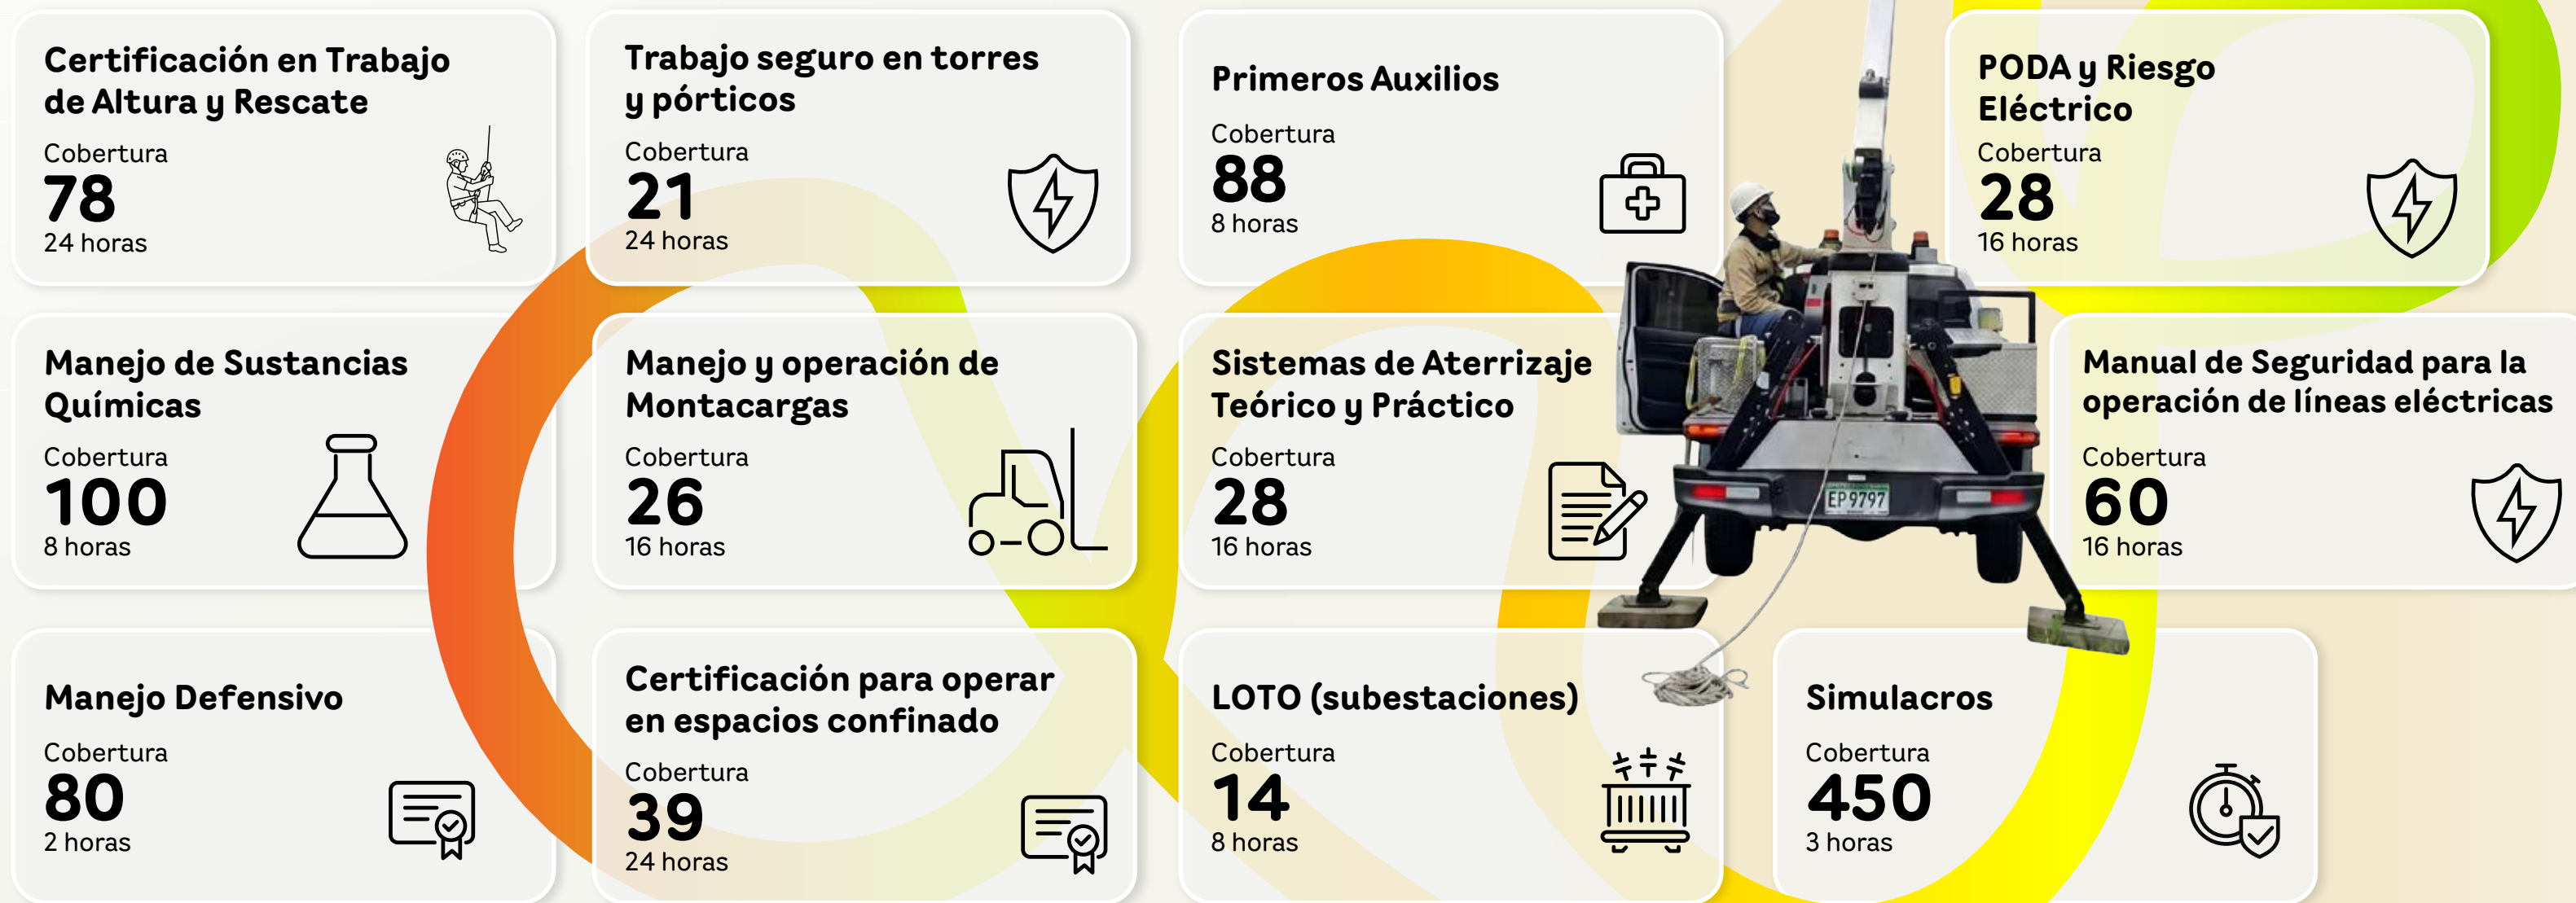 Certificación en Trabajo
de Altura y Rescate
Cobertura
78
24 horas
Trabajo seguro en torres
y pórticos
Cobertura
21
24 horas
Primeros Auxilios
Cobertura
88
8 horas
PODA y Riesgo
Eléctrico
Cobertura
28
16 horas
Manejo de Sustancias
Químicas
Cobertura
100
8 horas
Manejo y operación de
Montacargas
Cobertura
26
16 horas
Sistemas de Aterrizaje
Teórico y Práctico
Cobertura
28
16 horas
EP9797
Manual de Seguridad para la
operación de líneas eléctricas
Cobertura
60
16 horas
Manejo Defensivo
Cobertura
80
2 horas
Certificación para operar
en espacios confinado
Cobertura
39
24 horas
LOTO (subestaciones)
Cobertura
14
8 horas
Simulacros
Cobertura
450
3 horas